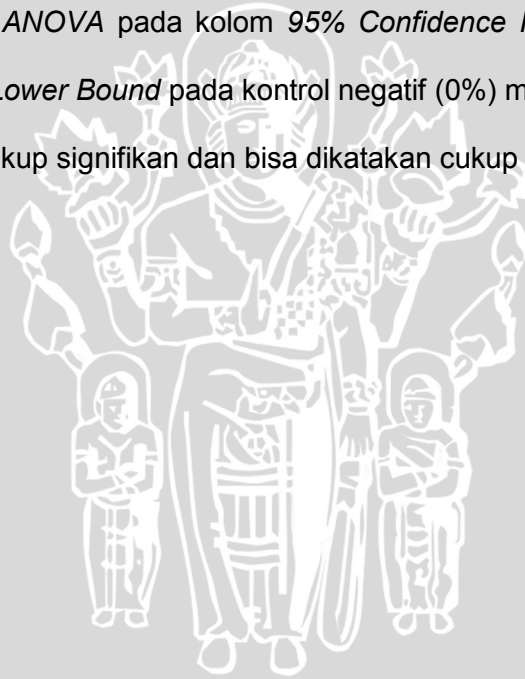 ANOVA pada kolom 95% Confidence
Lower Bound pada kontrol negatif (0%)
kup signifikan dan bisa dikatakan cukup